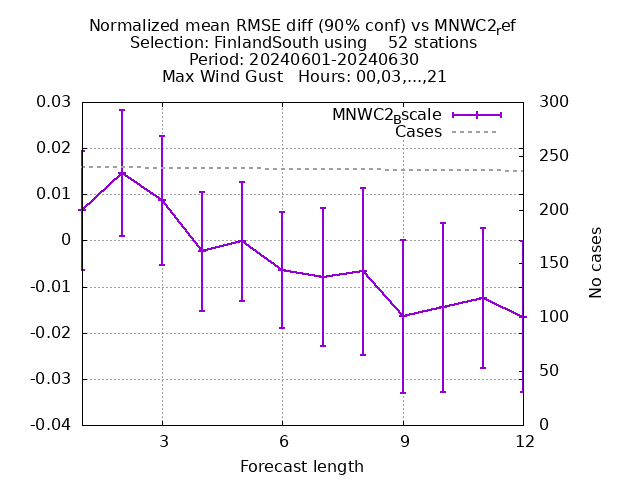 Normalized mean RMSE diff (90% conf) vs MNWC2ref
Selection: FinlandSouth using 52 stations
Period: 20240601-20240630
Max Wind Gust Hours: 00,03,...,21
MNWC2Bscale
Cases
0.03
0.02
0.01
0
-0.01
-0.02
-0.03
-0.04
300
250
200
150
100
50
0
No cases
3 6 9 12
Forecast length